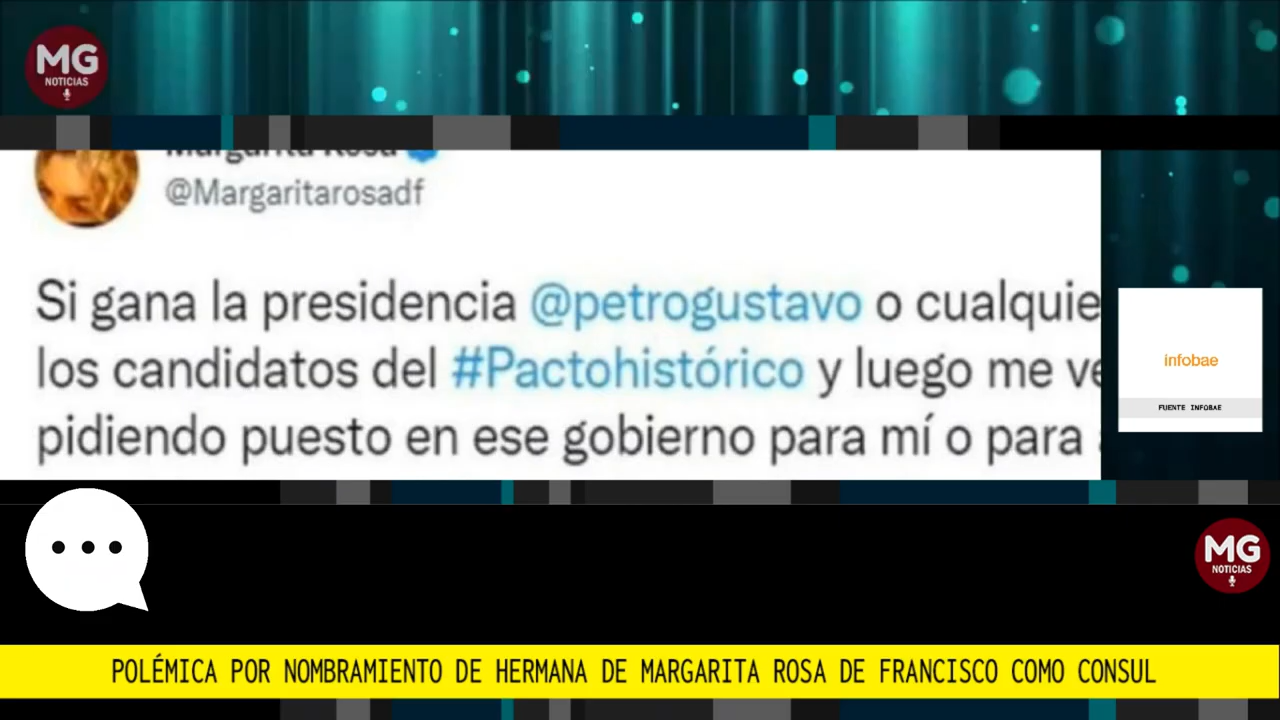 MG
NOTICIAS
Margarita Rosa
@Margaritarosadf
Si gana la presidencia @petrogustavo o cualquie
los candidatos del #Pactohistórico y luego me ve
pidiendo puesto en ese gobierno para mí o para
infobae
FUENTE INFOBAE
MG
NOTICIAS
POLÉMICA POR NOMBRAMIENTO DE HERMANA DE MARGARITA ROSA DE FRANCISCO COMO CONSUL